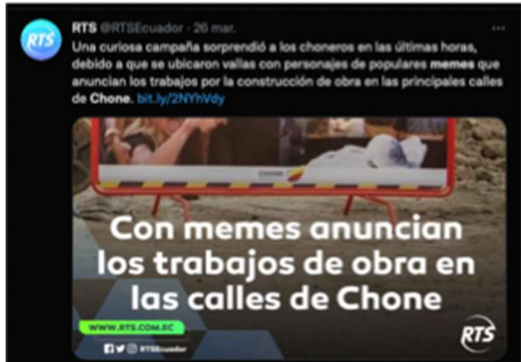 RTS
RTS @RTSEcuador · 26 mar.
Una curiosa campaña sorprendió a los choneros en las últimas horas,
debido a que se ubicaron vallas con personajes de populares memes que
anuncian los trabajos por la construcción de obra en las principales calles
de Chone. bit.ly/2NYhVdy
CHONE
Con memes anuncian
los trabajos de obra en
las calles de Chone
WWW.RTS.COM.EC
RTSEcuador
RTS